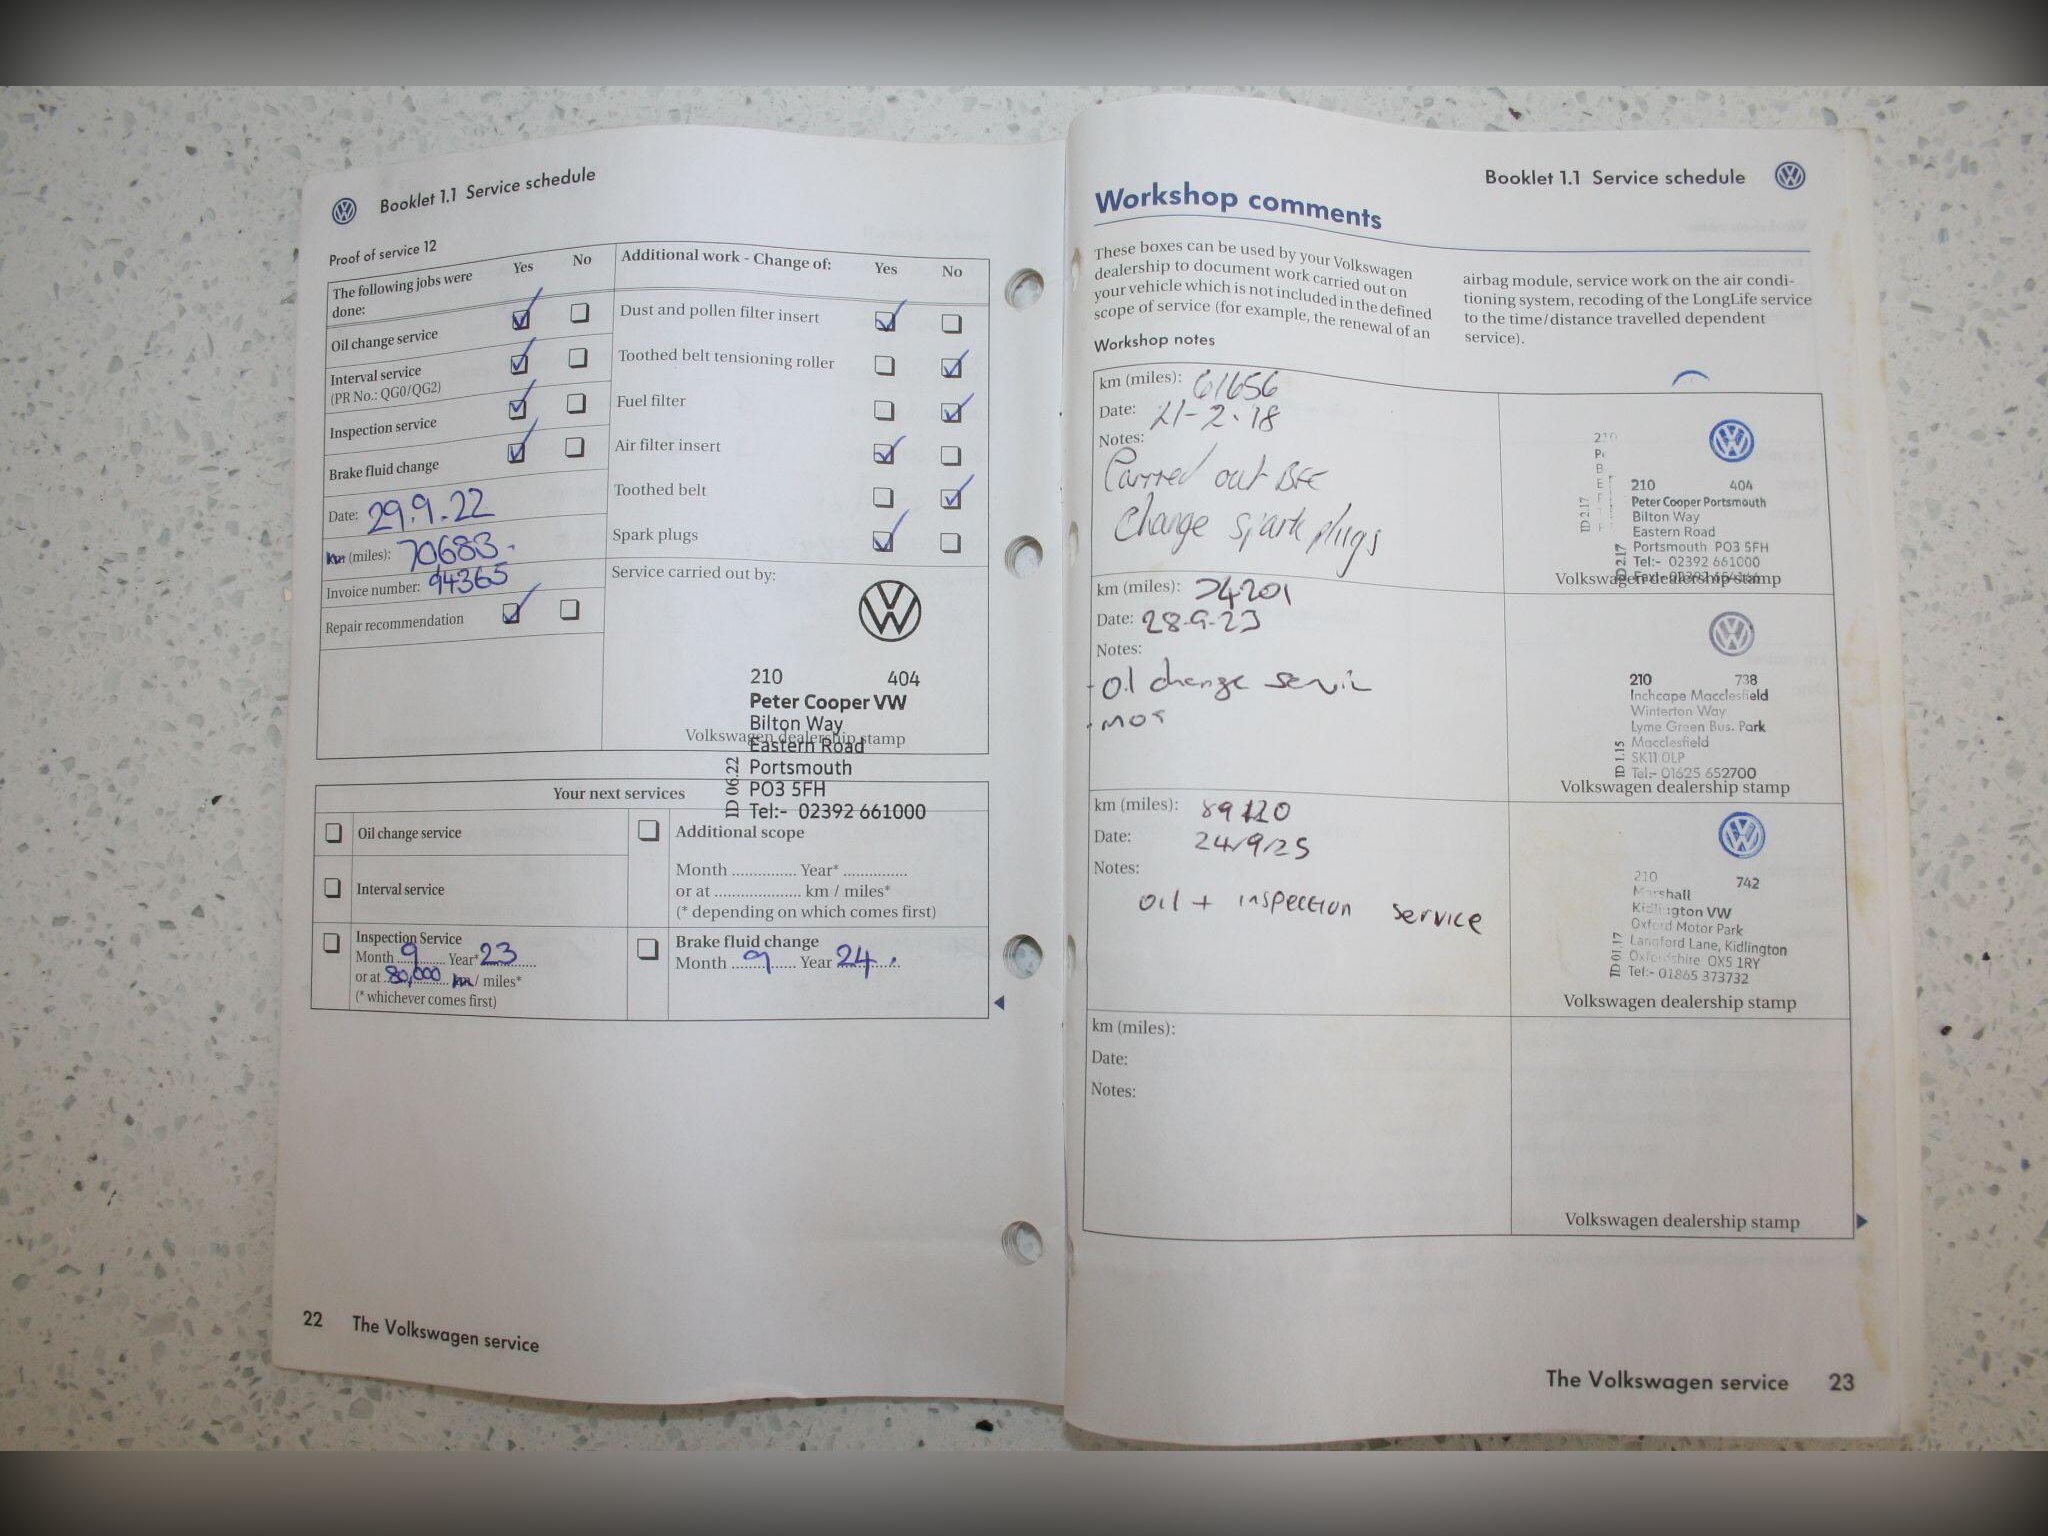 Booklet 1.1 Service schedule
Proof of service 12
The following jobs were done:
Yes No
Oil change service
Interval service
(PR No.: QG0/QG2)
Inspection service
Brake fluid change
Date: 29.9.22
km (miles): 70683.
Invoice number: 94365
Repair recommendation
Additional work - Change of: Yes No
Dust and pollen filter insert
Toothed belt tensioning roller
Fuel filter
Air filter insert
Toothed belt
Spark plugs
Service carried out by:
210 404
Peter Cooper VW
Bilton Way
Eastern Road
Portsmouth
PO3 5FH
Tel:- 02392 661000
ID 06.22
Volkswagen dealership stamp
Your next services
Oil change service
Interval service
Inspection Service
Month 9 Year* 23
or at 80,000 km / miles*
(* whichever comes first)
Additional scope
Month ............... Year* ...............
or at .................... km / miles*
(* depending on which comes first)
Brake fluid change
Month 9 Year 24.
22 The Volkswagen service
Booklet 1.1 Service schedule
Workshop comments
These boxes can be used by your Volkswagen
dealership to document work carried out on
your vehicle which is not included in the defined
scope of service (for example, the renewal of an
airbag module, service work on the air condi-
tioning system, recoding of the LongLife service
to the time/distance travelled dependent
service).
Workshop notes
km (miles): 61656
Date: 21-2-18
Notes:
Carried out
Change spark plugs
210 404
Peter Cooper Portsmouth
Bilton Way
Eastern Road
Portsmouth PO3 5FH
Tel:- 02392 661000
ID 2.17
ID 2.17
Volkswagen dealership stamp
km (miles): 74201
Date: 28-9-23
Notes:
- Oil change servic
- MOT
210 738
Inchcape Macclesfield
Winterton Way
Lyme Green Bus. Park
Macclesfield
SK11 0LP
Tel:- 01625 652700
ID 1.15
Volkswagen dealership stamp
km (miles): 89120
Date: 24/9/25
Notes:
Oil + inspection service
210 742
Marshall
Kidlington VW
Oxford Motor Park
Langford Lane, Kidlington
Oxfordshire OX5 1RY
Tel:- 01865 373732
ID 01.17
Volkswagen dealership stamp
km (miles):
Date:
Notes:
Volkswagen dealership stamp
The Volkswagen service 23